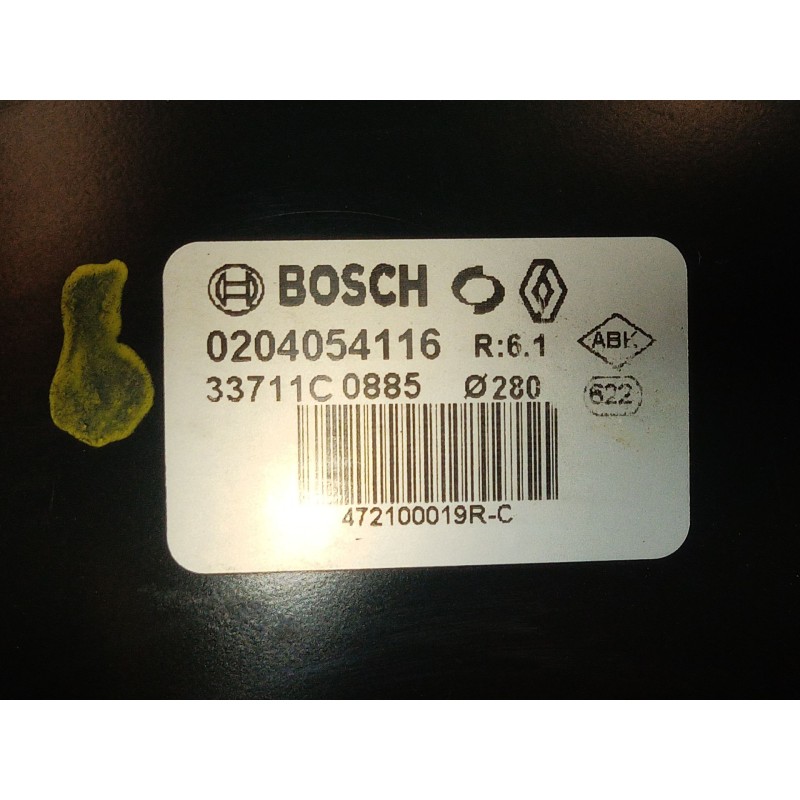 BOSCH
0204054116 R:6.1
ABK
33711C 0885 Ø280
622
472100019R-C